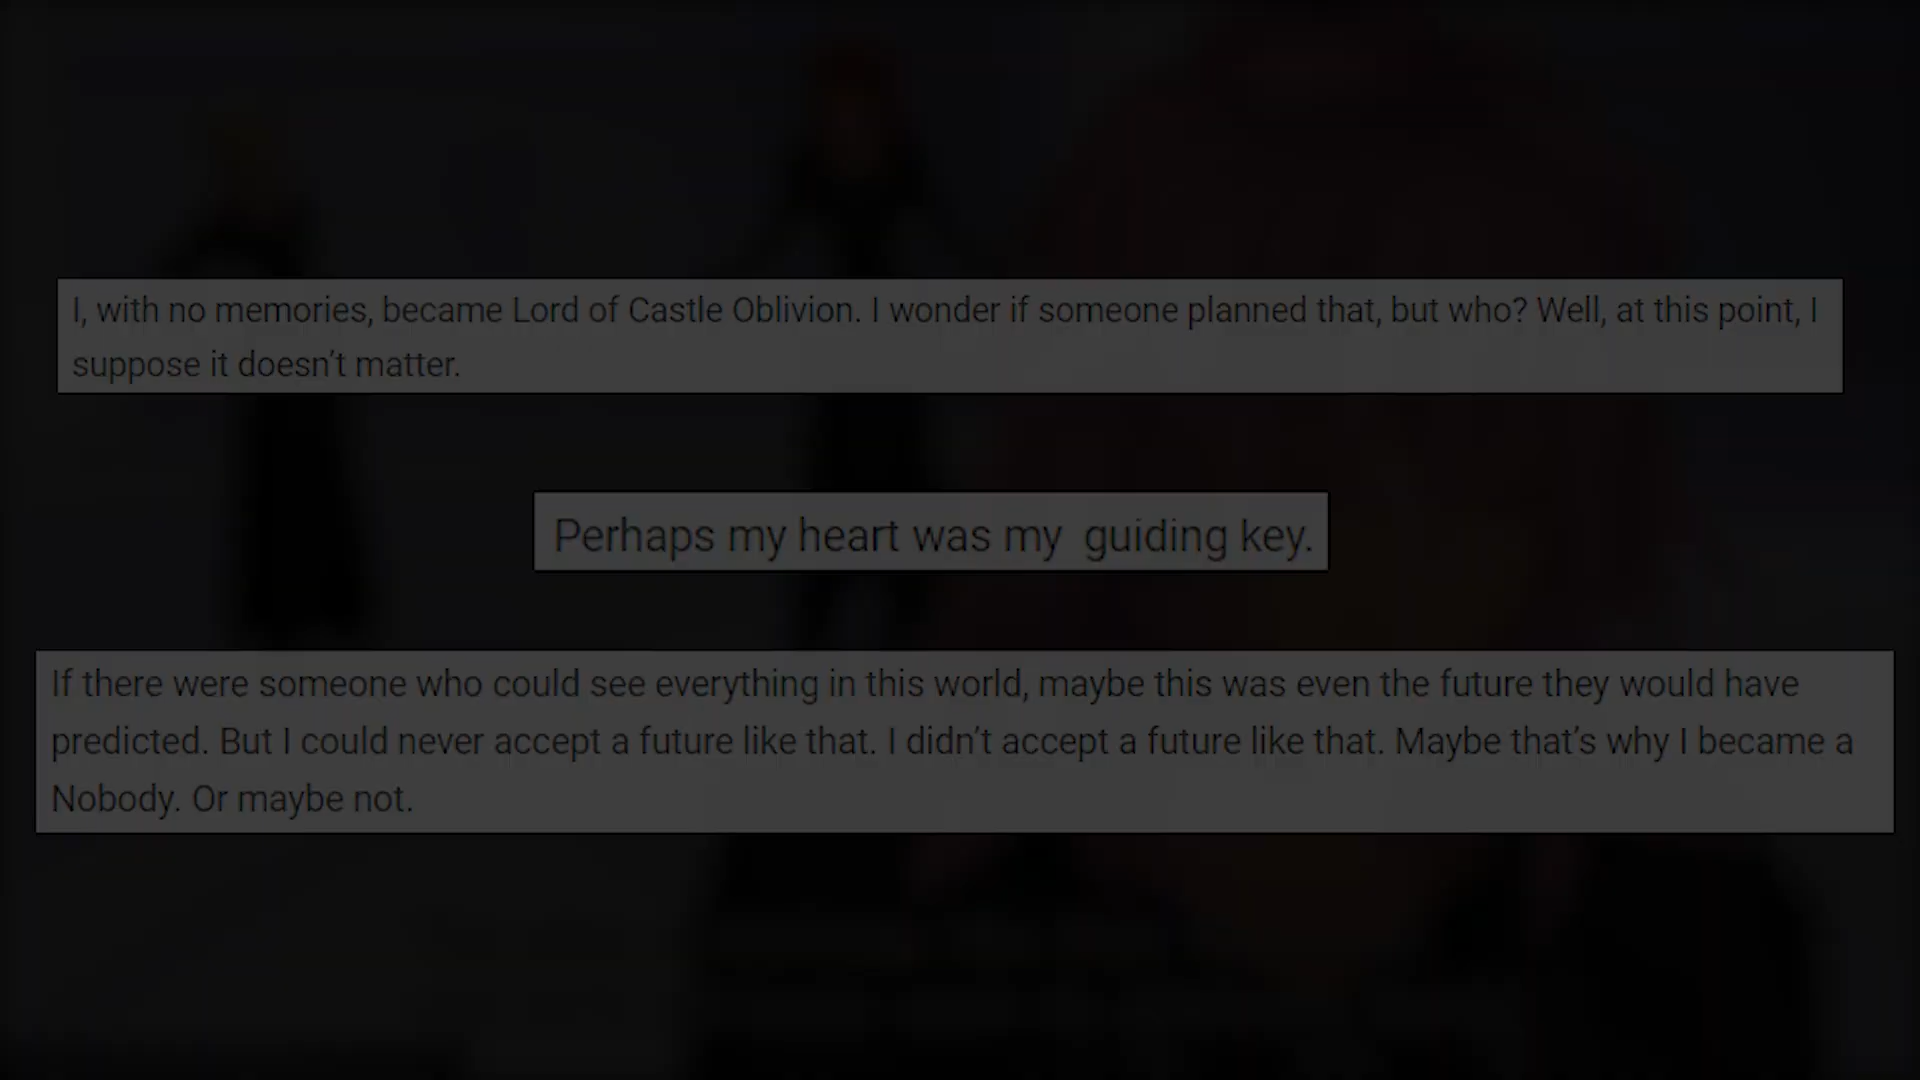 I, with no memories, became Lord of Castle Oblivion. I wonder if someone planned that, but who? Well, at this point, I
suppose it doesn’t matter.
Perhaps my heart was my guiding key.
If there were someone who could see everything in this world, maybe this was even the future they would have
predicted. But I could never accept a future like that. I didn’t accept a future like that. Maybe that’s why I became a
Nobody. Or maybe not.